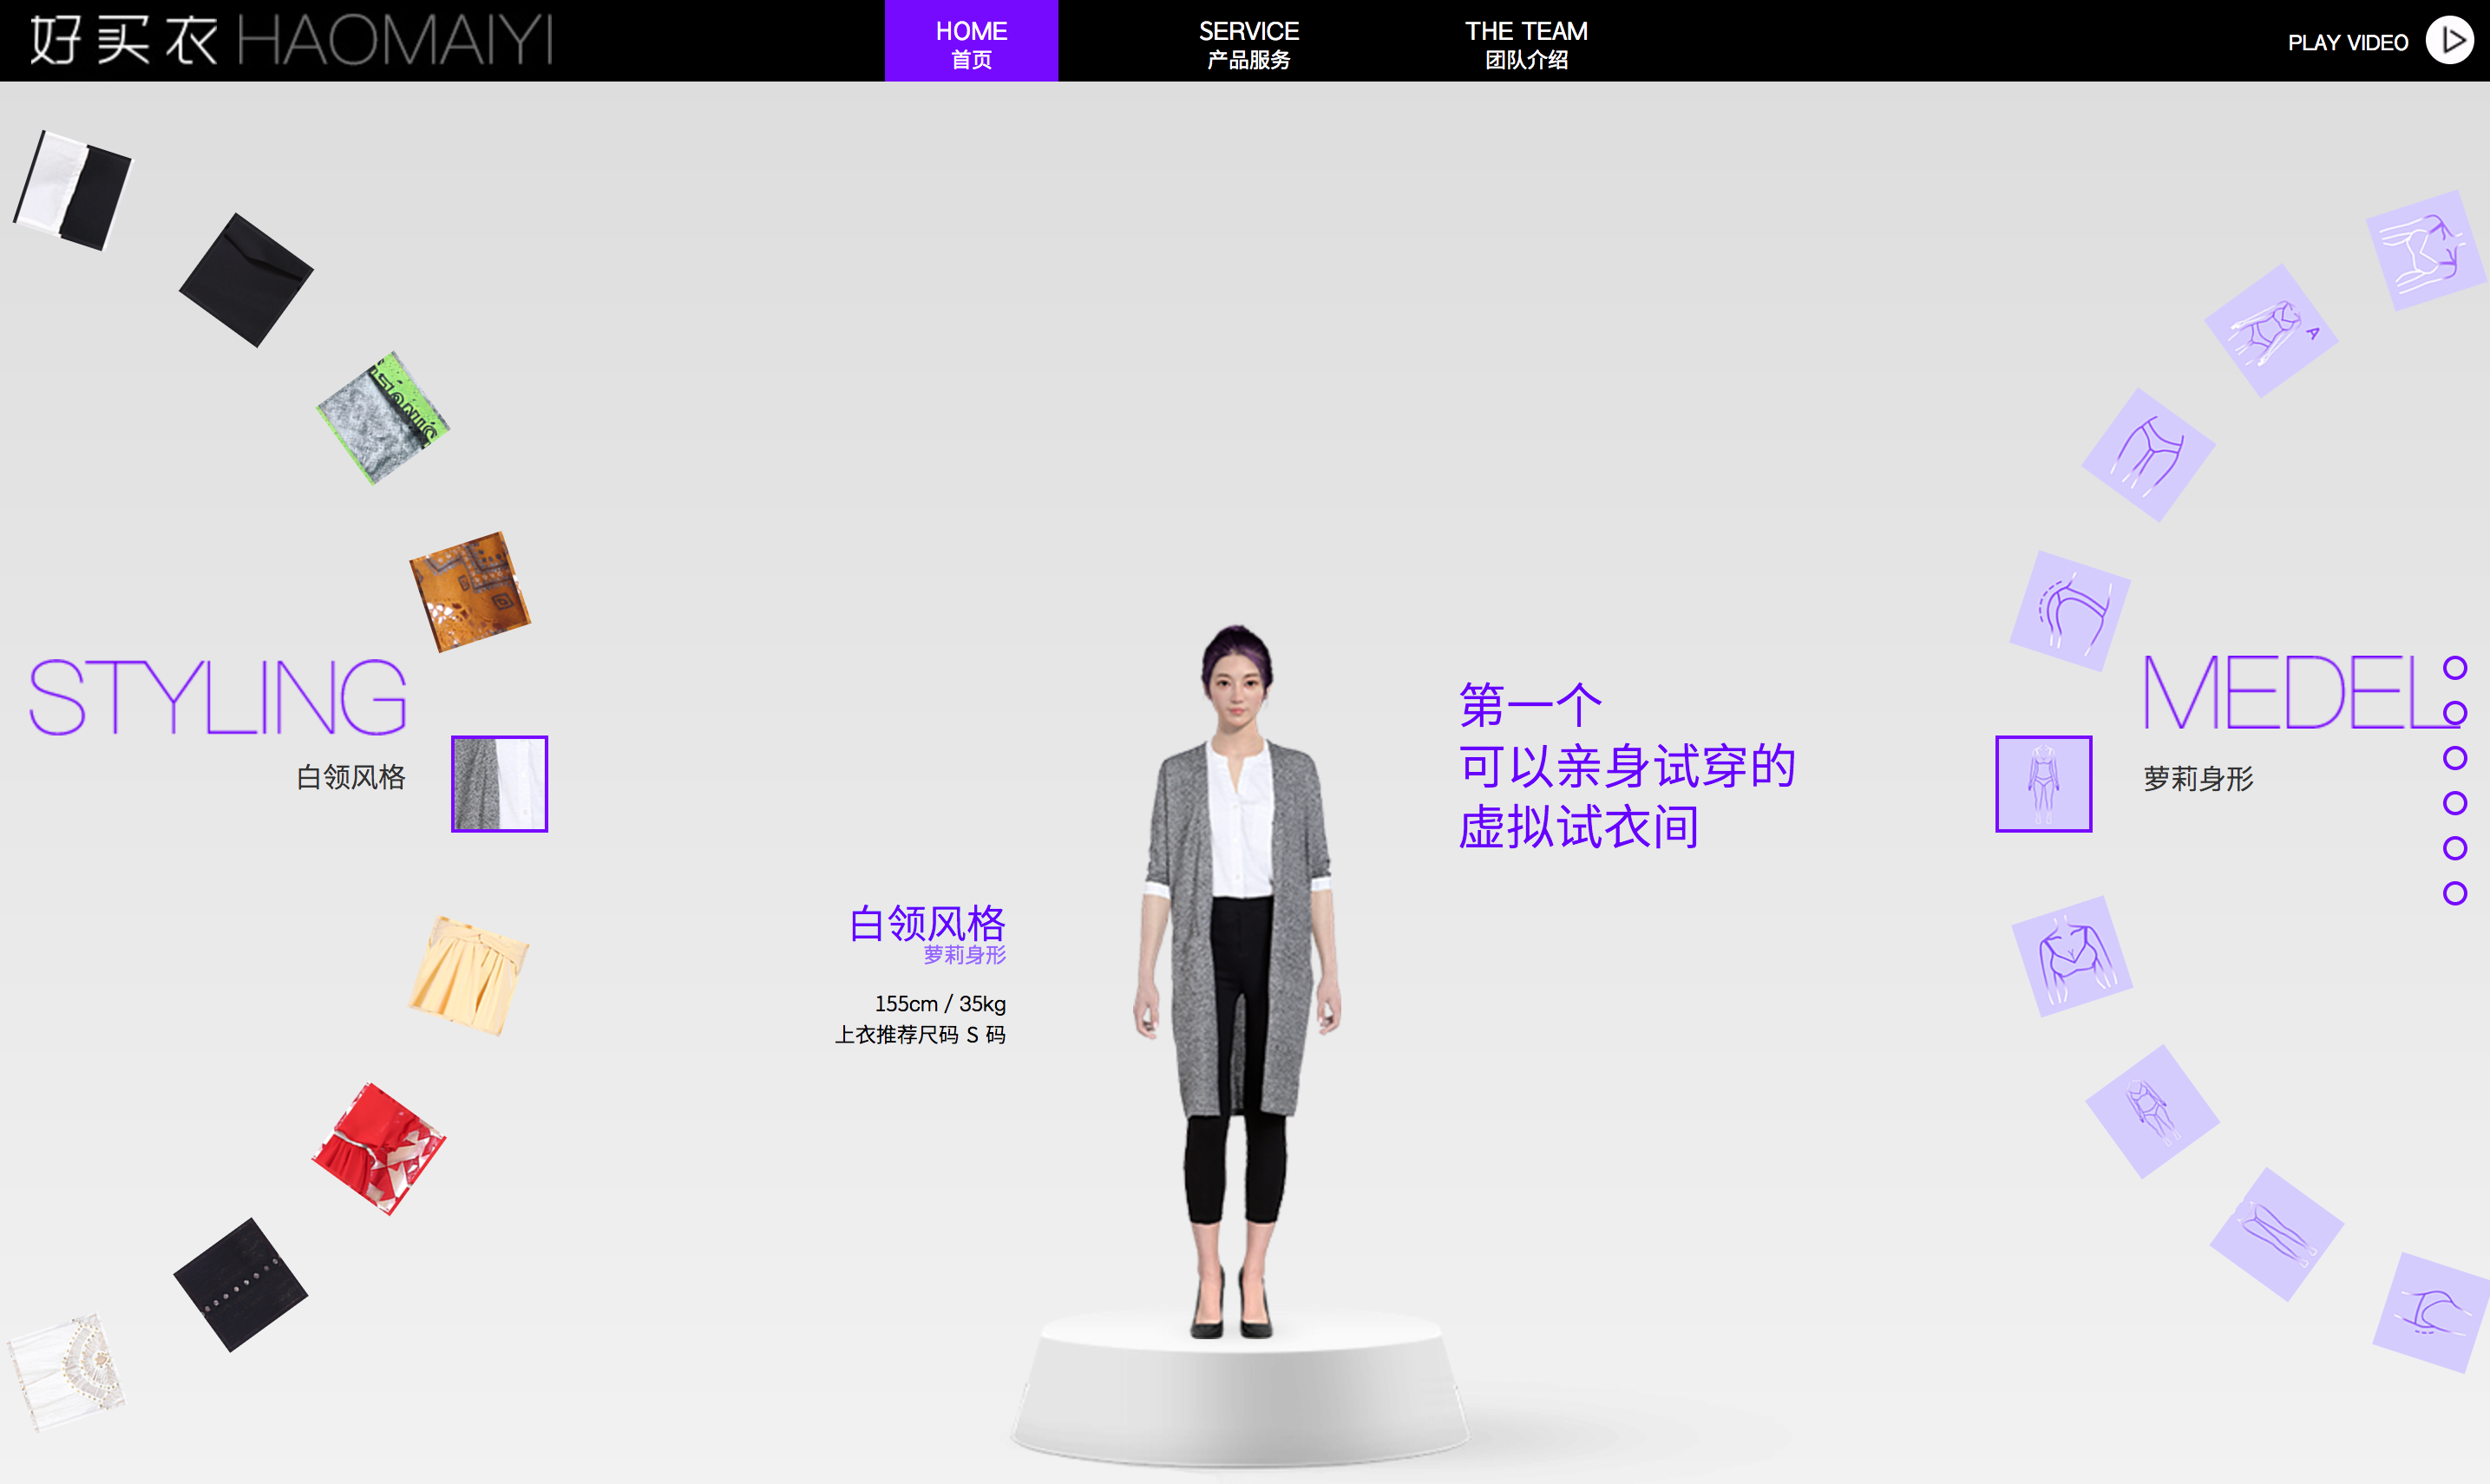 好买衣 HAOMAIYI
HOME
首页
SERVICE
产品服务
THE TEAM
团队介绍
PLAY VIDEO
STYLING
白领风格
白领风格
萝莉身形
155cm / 35kg
上衣推荐尺码 S 码
第一个
可以亲身试穿的
虚拟试衣间
MEDEL
萝莉身形
A